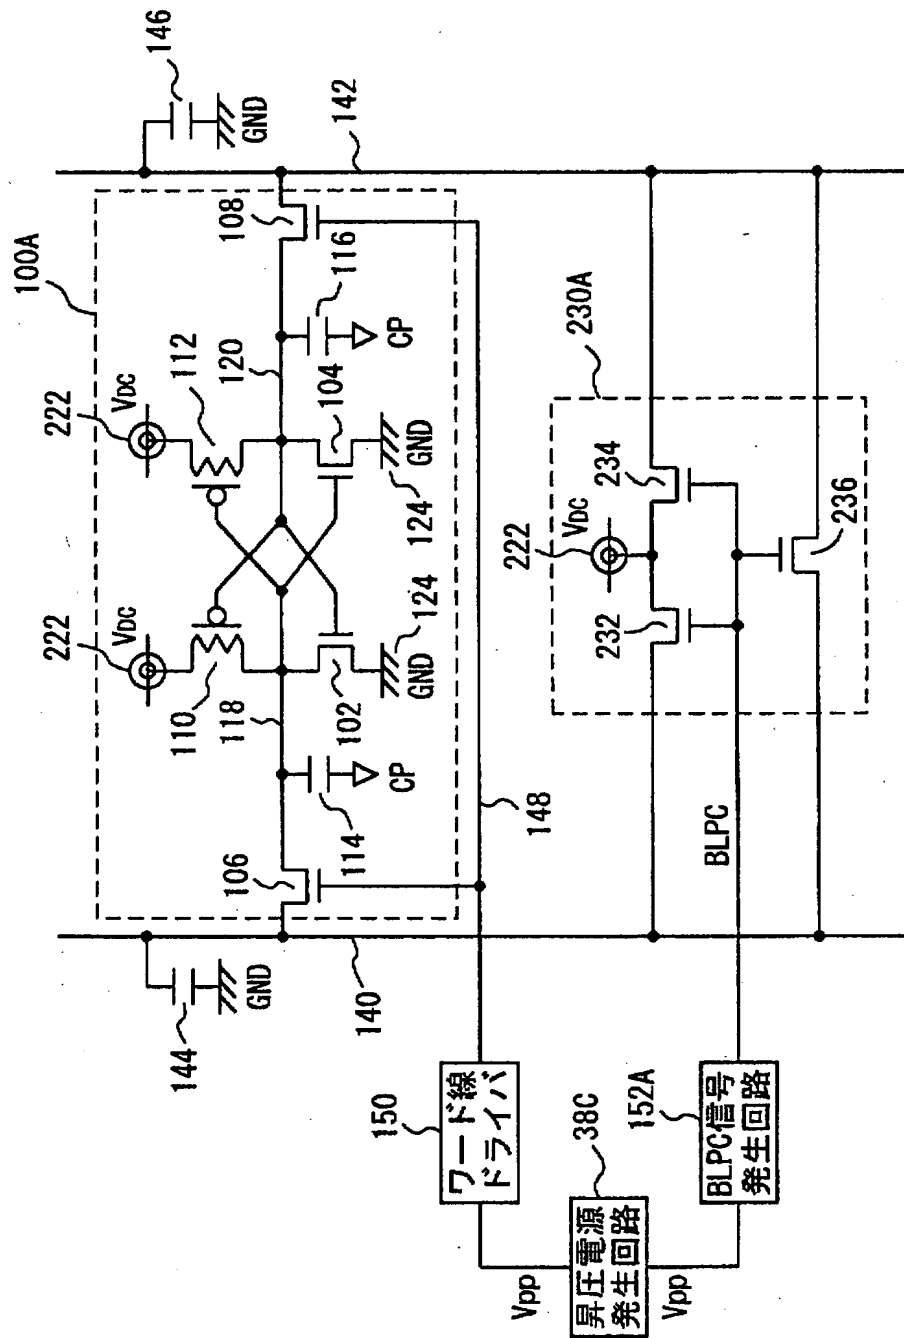 100A
222
222
VDC
VDC
144
146
110
112
118
120
106
108
GND
GND
114
102
104
116
CP
CP
124
124
GND
GND
140
142
150
ワード線
ドライバ
148
Vpp
222
VDC
230A
38C
昇圧電源
発生回路
232
234
Vpp
152A
BLPC信号
発生回路
BLPC
236